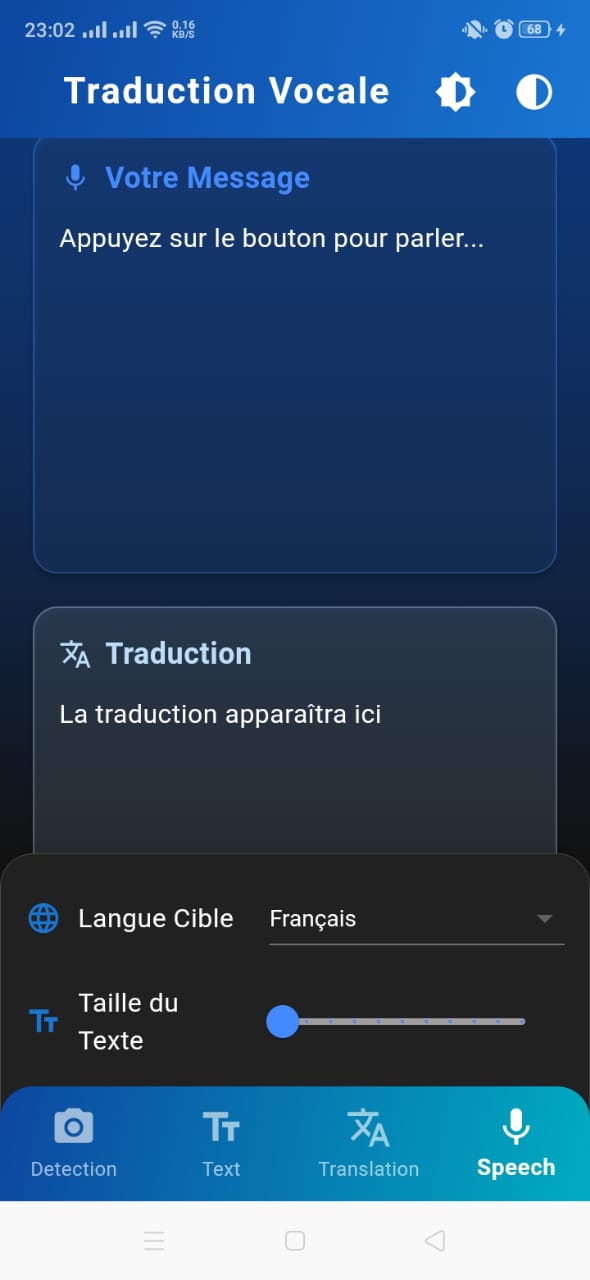 23:02
0.16
KB/S
68
Traduction Vocale
Votre Message
Appuyez sur le bouton pour parler...
Traduction
La traduction apparaîtra ici
Langue Cible
Français
Taille du
Texte
Detection
Text
Translation
Speech